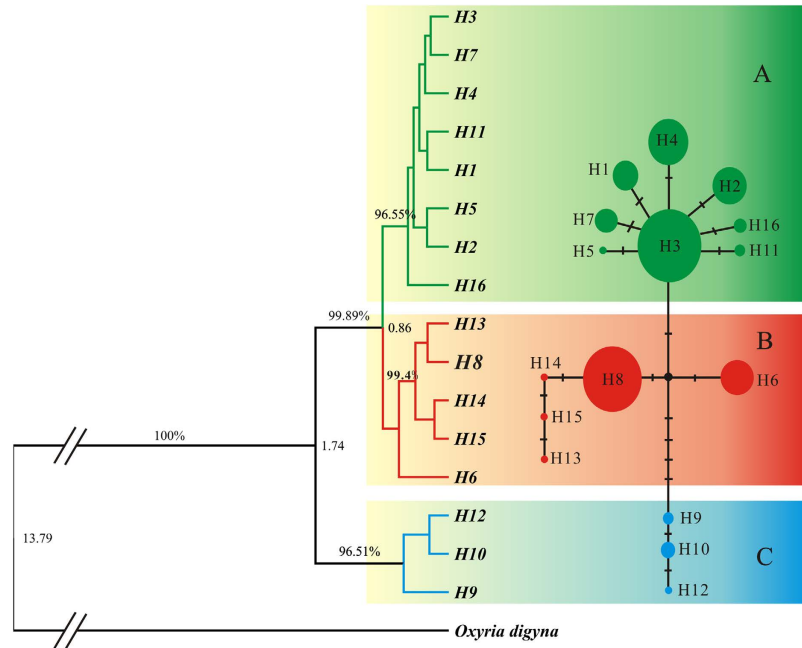 H3
H7
H4
H11
H1
H5
H2
H16
H13
H8
H14
H15
H6
H12
H10
H9
Oxyria digyna
96.55%
99.89%
0.86
99.4%
100%
1.74
96.51%
13.79
A
H4
H1
H2
H7
H16
H3
H5
H11
B
H14
H8
H6
H15
H13
C
H9
H10
H12